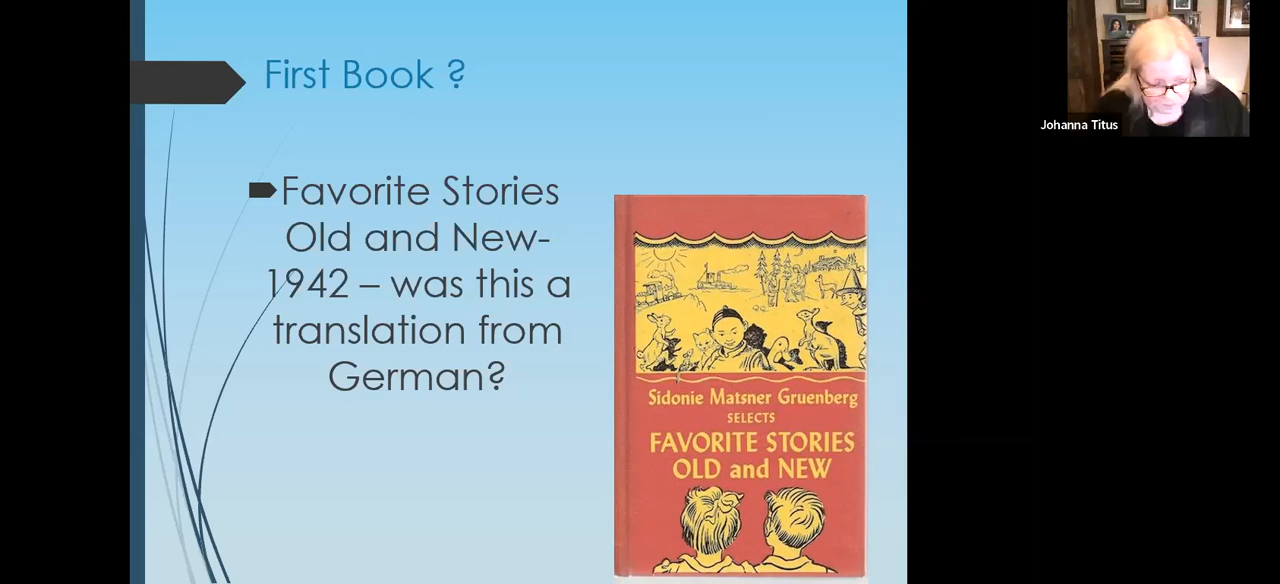 First Book ?
Favorite Stories
Old and New-
1942 – was this a
translation from
German?
Sidonie Matsner Gruenberg
SELECTS
FAVORITE STORIES
OLD and NEW
Johanna Titus